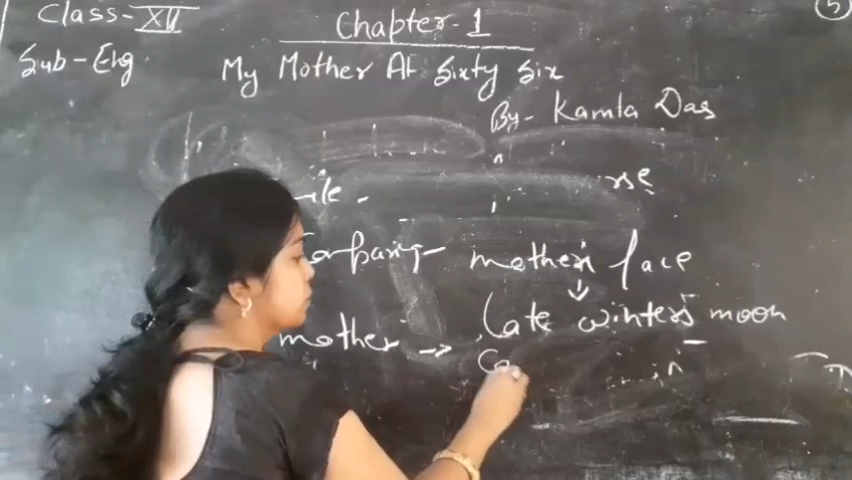 Class-XII
Chapter-1
5
Sub-Eng
My Mother At Sixty Six
By- Kamla Das
mother face
mother → Late winter's moon